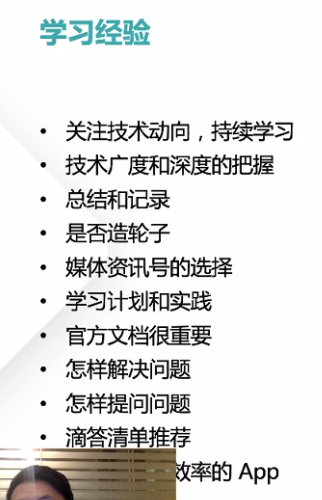 学习经验
• 关注技术动向，持续学习
• 技术广度和深度的把握
• 总结和记录
• 是否造轮子
• 媒体资讯号的选择
• 学习计划和实践
• 官方文档很重要
• 怎样解决问题
• 怎样提问问题
• 滴答清单推荐
效率的 App